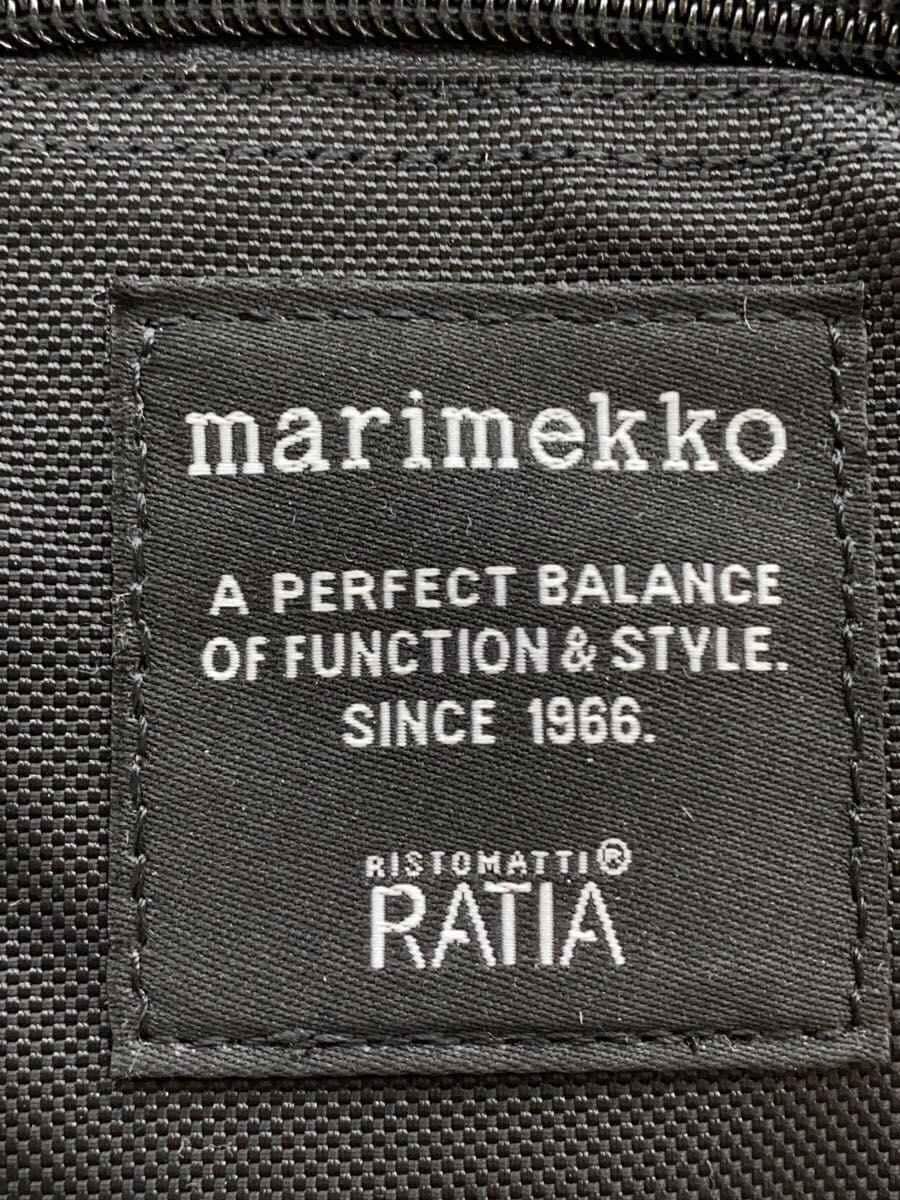 marimekko
A PERFECT BALANCE
OF FUNCTION & STYLE.
SINCE 1966.
RISTOMATTI®
RATIA